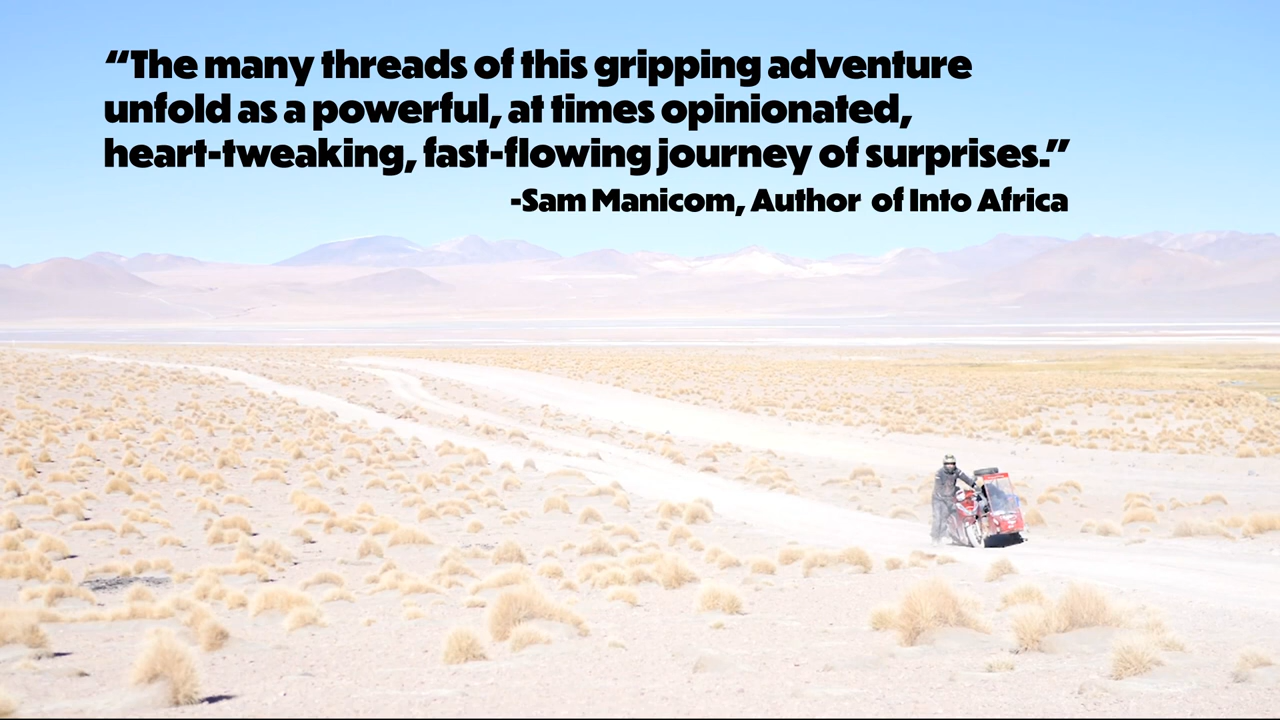 “The many threads of this gripping adventure
unfold as a powerful, at times opinionated,
heart-tweaking, fast-flowing journey of surprises.”
-Sam Manicom, Author of Into Africa